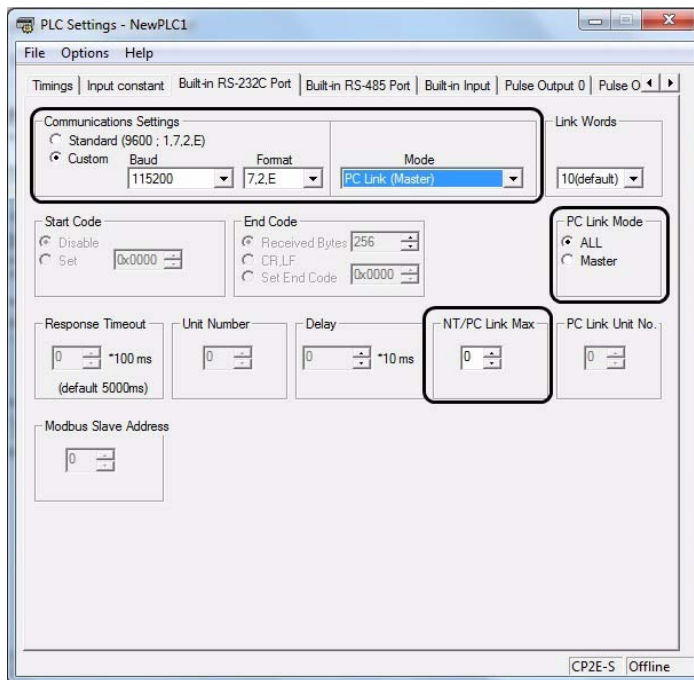 PLC Settings - NewPLC1
File Options Help
Timings Input constant Built-in RS-232C Port Built-in RS-485 Port Built-in Input Pulse Output 0 Pulse O
Communications Settings
Standard (9600 ; 1,7,2,E)
Custom Baud Format Mode
115200 7,2,E PC Link (Master)
Link Words
10(default)
Start Code
Disable
Set 0x0000
End Code
Received Bytes 256
CR,LF
Set End Code 0x0000
PC Link Mode
ALL
Master
Response Timeout
0 *100 ms
(default 5000ms)
Unit Number
0
Delay
0 *10 ms
NT/PC Link Max
0
PC Link Unit No.
0
Modbus Slave Address
0
CP2E-S Offline